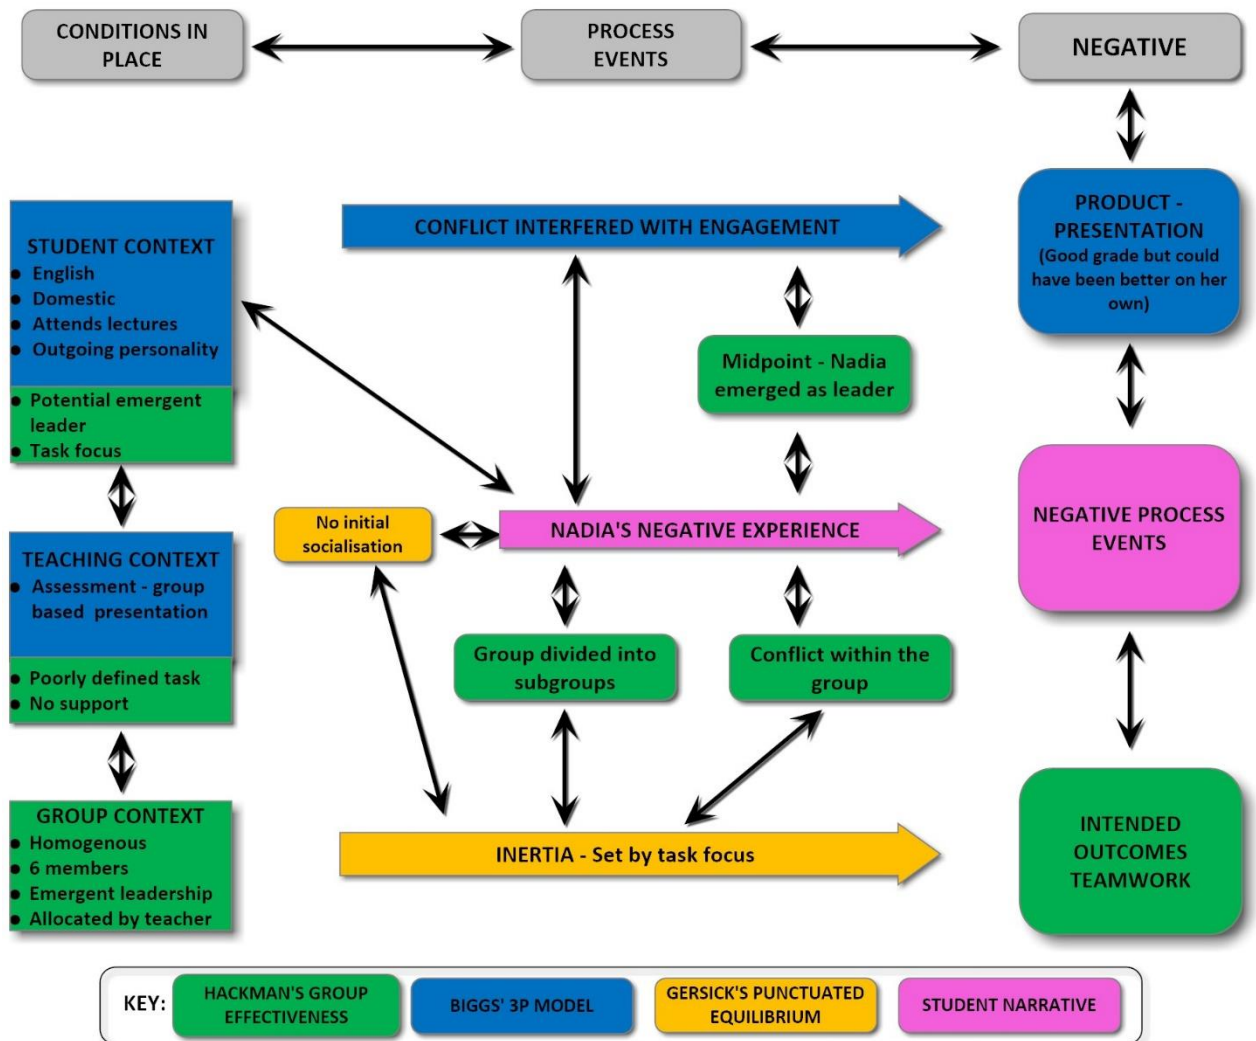 CONDITIONS IN
PLACE
PROCESS
EVENTS
NEGATIVE
STUDENT CONTEXT
● English
● Domestic
● Attends lectures
● Outgoing personality
● Potential emergent
leader
● Task focus
TEACHING CONTEXT
● Assessment - group
based presentation
● Poorly defined task
● No support
GROUP CONTEXT
● Homogenous
● 6 members
● Emergent leadership
● Allocated by teacher
CONFLICT INTERFERED WITH ENGAGEMENT
Midpoint - Nadia
emerged as leader
No initial
socialisation
NADIA'S NEGATIVE EXPERIENCE
Group divided into
subgroups
Conflict within the
group
INERTIA - Set by task focus
PRODUCT -
PRESENTATION
(Good grade but could
have been better on her
own)
NEGATIVE PROCESS
EVENTS
INTENDED
OUTCOMES
TEAMWORK
KEY:
HACKMAN'S GROUP
EFFECTIVENESS
BIGGS' 3P MODEL
GERSICK'S PUNCTUATED
EQUILIBRIUM
STUDENT NARRATIVE